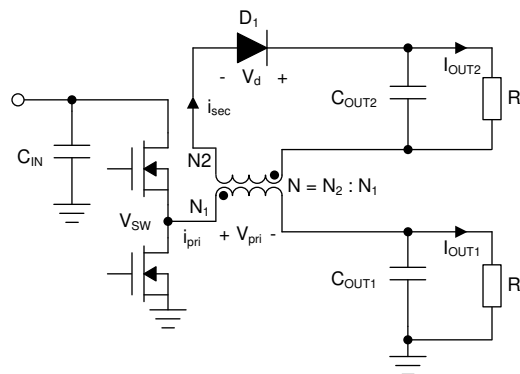 D1
- Vd +
isec
COUT2
IOUT2
R
CIN
N2
N = N2 : N1
N1
VSW
ipri
+ Vpri -
COUT1
IOUT1
R